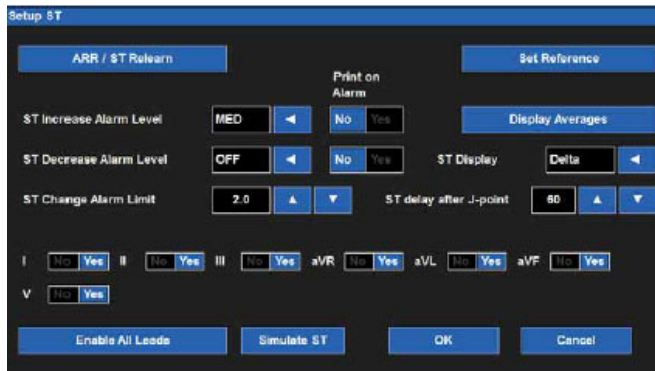 Setup ST
ARR / ST Relearn
Set Reference
Print on
Alarm
ST Increase Alarm Level MED No Yes Display Averages
ST Decrease Alarm Level OFF No Yes ST Display Delta
ST Change Alarm Limit 2.0 ST delay after J-point 60
I No Yes II No Yes III No Yes aVR No Yes aVL No Yes aVF No Yes
V No Yes
Enable All Leads Simulate ST OK Cancel